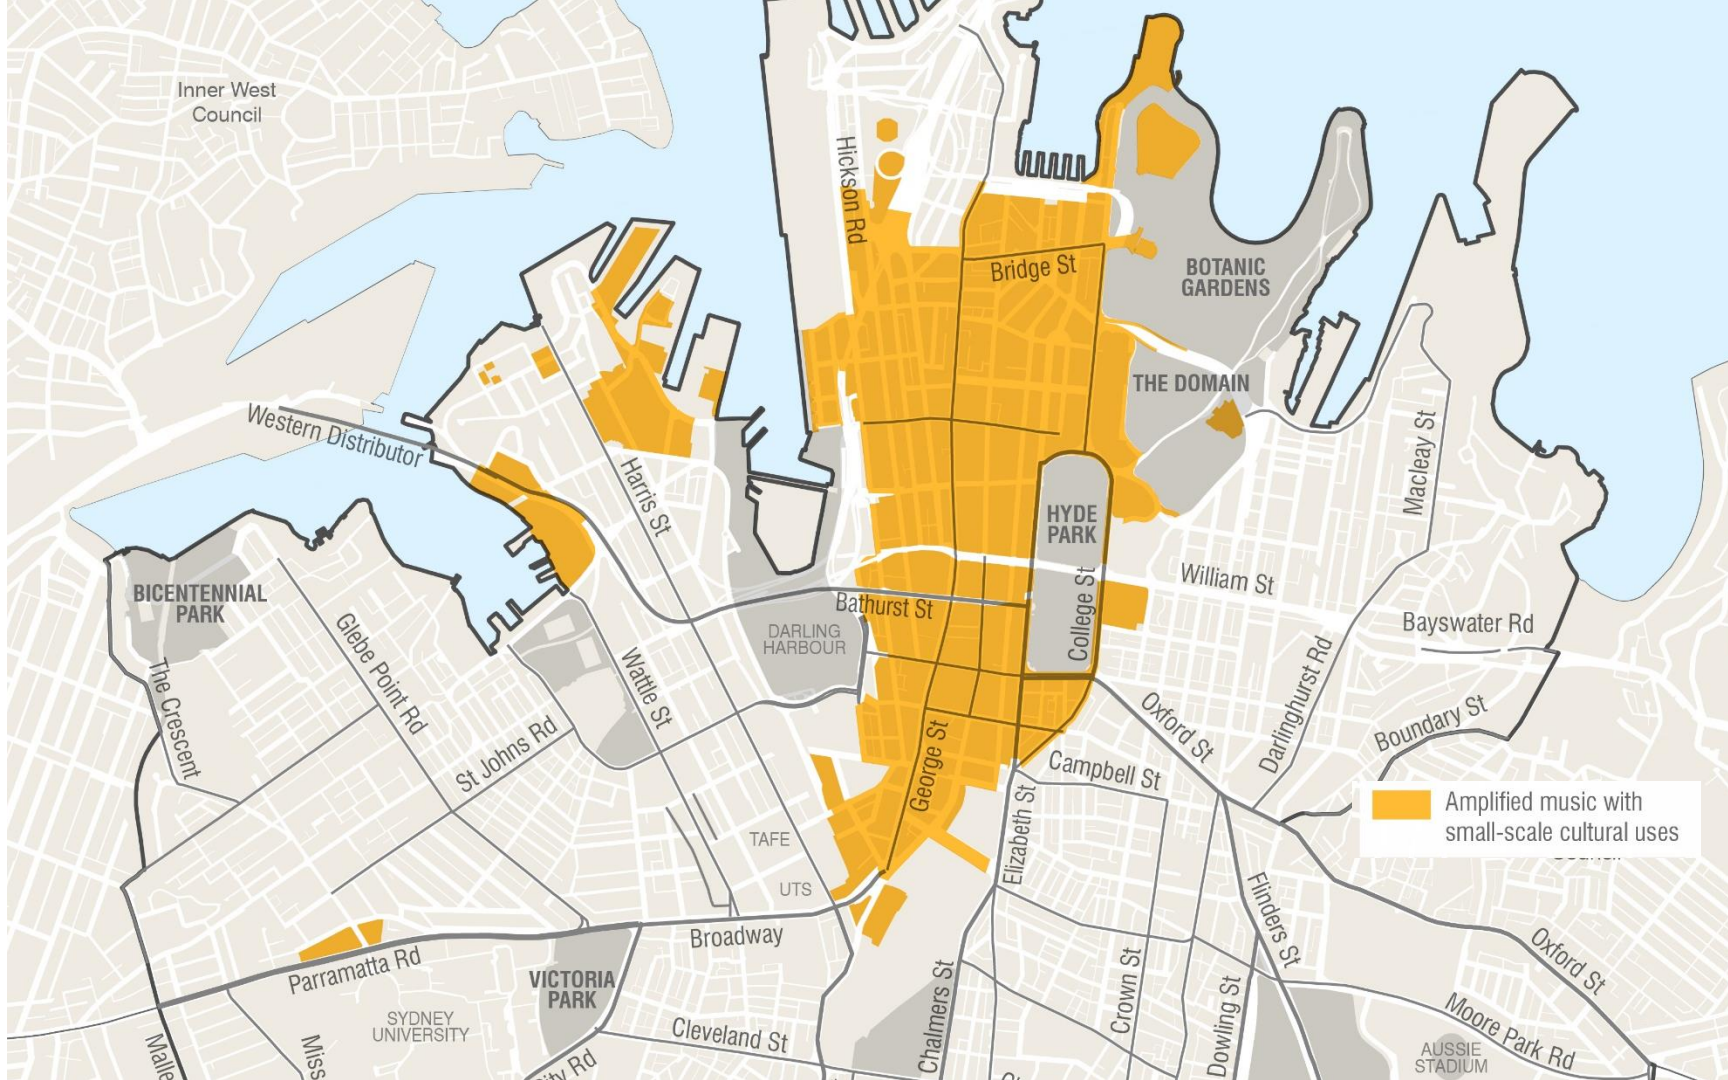 Inner West
Council
Hickson Rd
Bridge St
BOTANIC
GARDENS
THE DOMAIN
Western Distributor
Harris St
Macleay St
HYDE
PARK
College St
William St
BICENTENNIAL
PARK
Bathurst St
DARLING
HARBOUR
Bayswater Rd
Glebe Point Rd
The Crescent
Wattle St
St Johns Rd
Darlinghurst Rd
Boundary St
Oxford St
George St
Campbell St
Elizabeth St
Amplified music with
small-scale cultural uses
TAFE
UTS
Flinders St
Broadway
Parramatta Rd
VICTORIA
PARK
Oxford St
SYDNEY
UNIVERSITY
Cleveland St
Chalmers St
Crown St
Dowling St
Moore Park Rd
AUSSIE
STADIUM
Malle
Miss
ity Rd